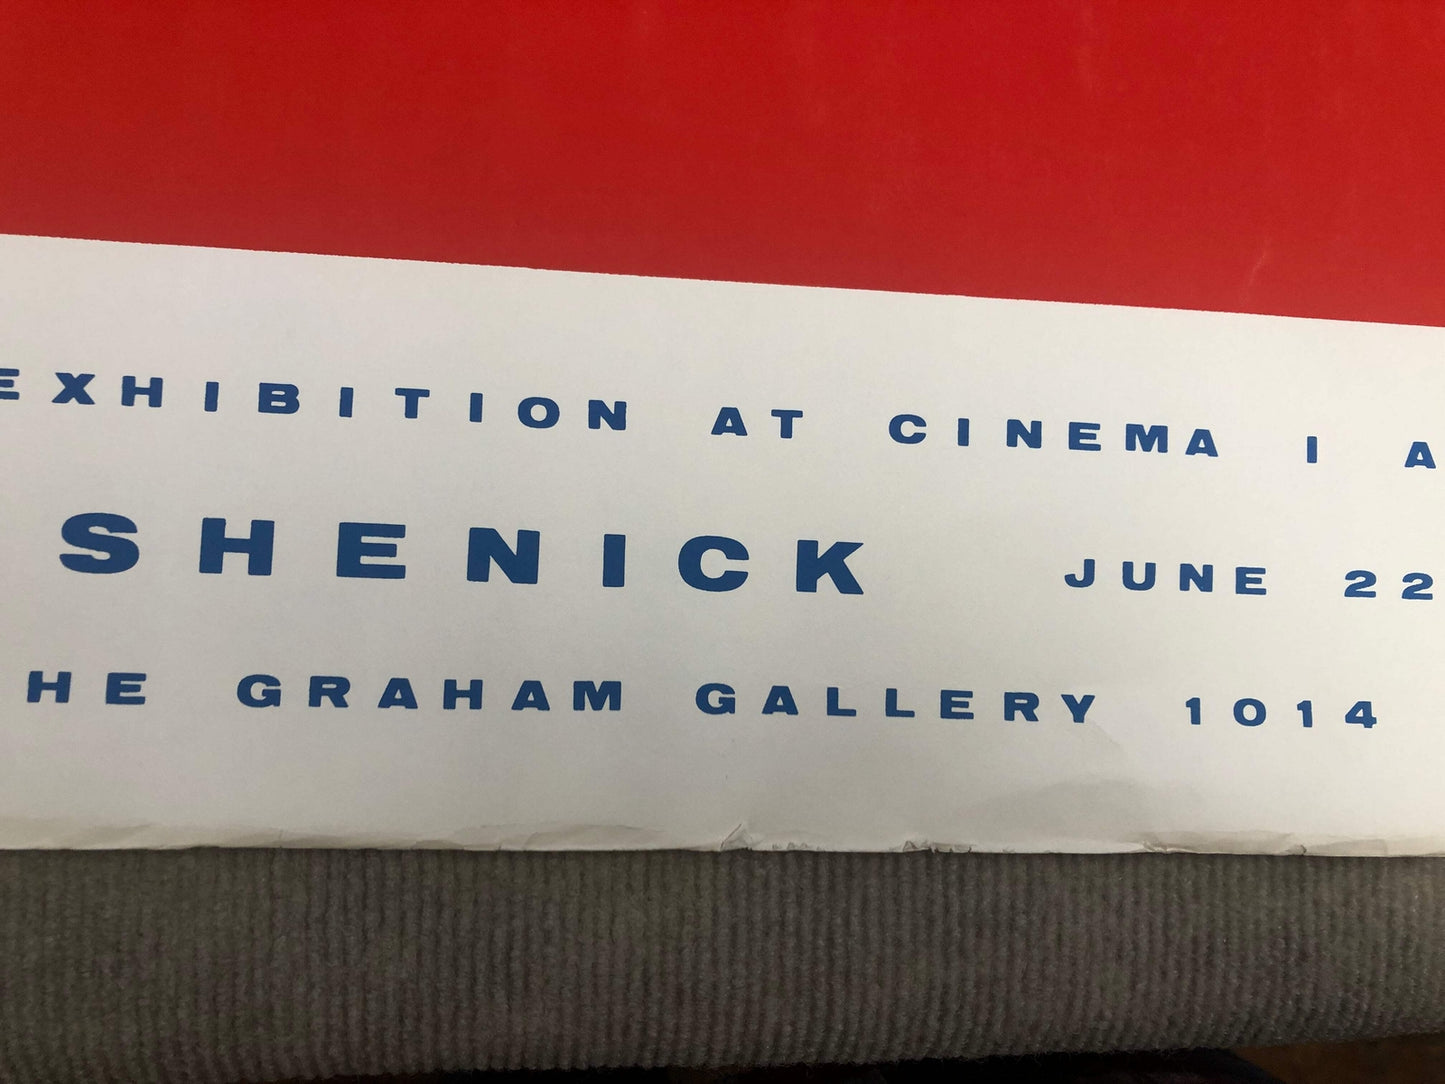 EXHIBITION AT CINEMA I A
SHENICK JUNE 22
HE GRAHAM GALLERY 1014